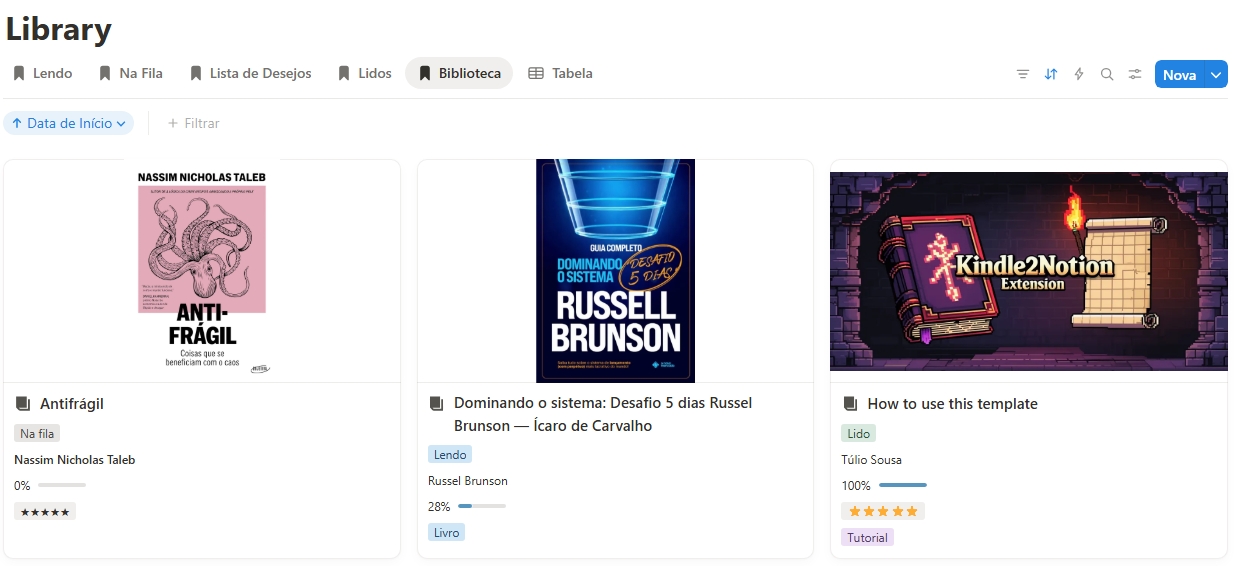 Library
Lendo
Na Fila
Lista de Desejos
Lidos
Biblioteca
Tabela
Nova
Data de Início
+ Filtrar
NASSIM NICHOLAS TALEB
ANTI-
FRÁGIL
Coisas que se
beneficiam com o caos
Antifrágil
Na fila
Nassim Nicholas Taleb
0%
★★★★★
GUIA COMPLETO
DOMINANDO
O SISTEMA
DESAFIO
5 DIAS
RUSSELL
BRUNSON
Dominando o sistema: Desafio 5 dias Russel
Brunson — Ícaro de Carvalho
Lendo
Russel Brunson
28%
Livro
Kindle2Notion
Extension
How to use this template
Lido
Túlio Sousa
100%
Tutorial